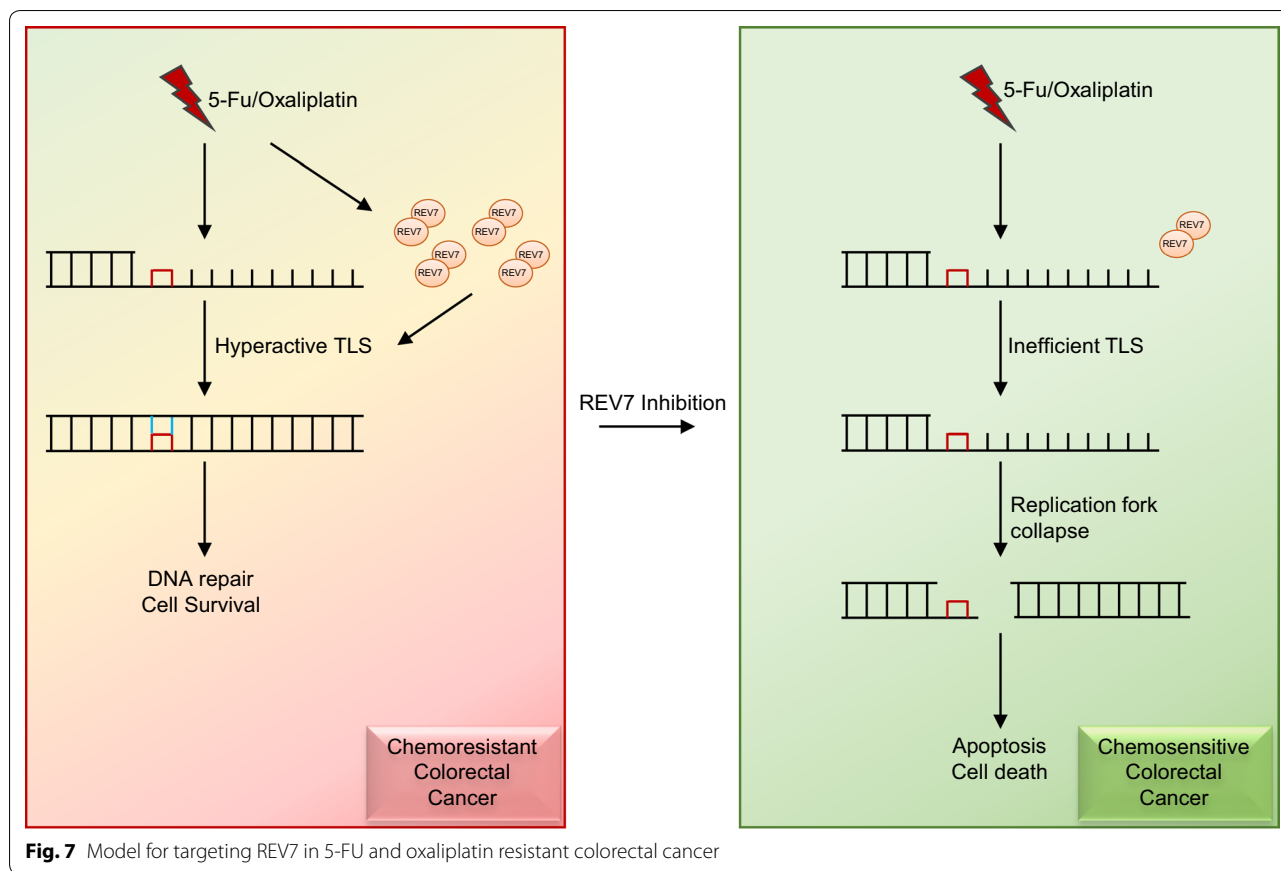 5-Fu/Oxaliplatin
REV7
REV7
REV7
REV7
REV7
REV7
REV7
REV7
Hyperactive TLS
DNA repair
Cell Survival
Chemoresistant
Colorectal
Cancer
REV7 Inhibition
5-Fu/Oxaliplatin
REV7
REV7
Inefficient TLS
Replication fork
collapse
Apoptosis
Cell death
Chemosensitive
Colorectal
Cancer
Fig. 7 Model for targeting REV7 in 5-FU and oxaliplatin resistant colorectal cancer